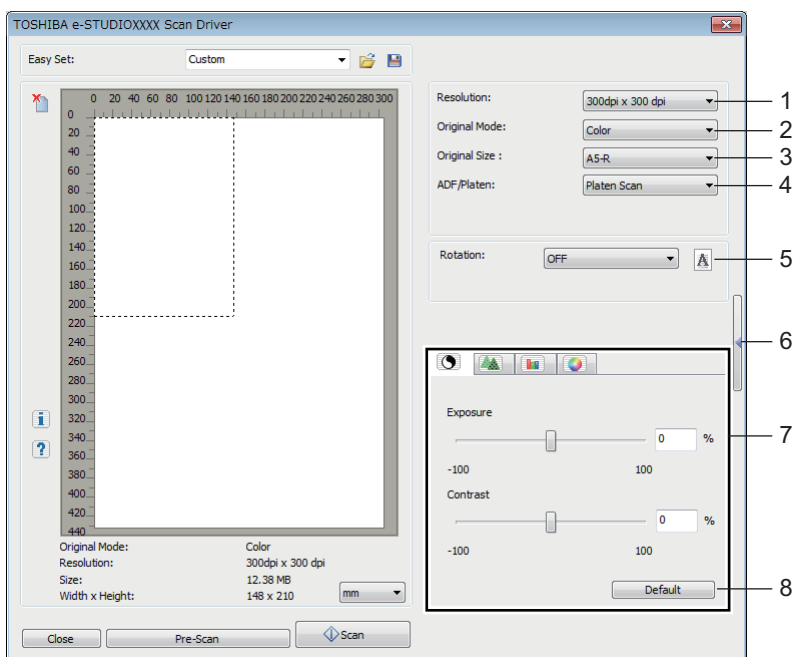 TOSHIBA e-STUDIOXXXX Scan Driver
Easy Set: Custom
0 20 40 60 80 100 120 140 160 180 200 220 240 260 280 300
0
20
40
60
80
100
120
140
160
180
200
220
240
260
280
300
320
340
360
380
400
420
440
Original Mode: Color
Resolution: 300dpi x 300 dpi
Size: 12.38 MB
Width x Height: 148 x 210 mm
Close Pre-Scan Scan
Resolution: 300dpi x 300 dpi 1
Original Mode: Color 2
Original Size : A5-R 3
ADF/Platen: Platen Scan 4
Rotation: OFF A 5
6
Exposure
0 % 7
-100 100
Contrast
0 %
-100 100
Default 8